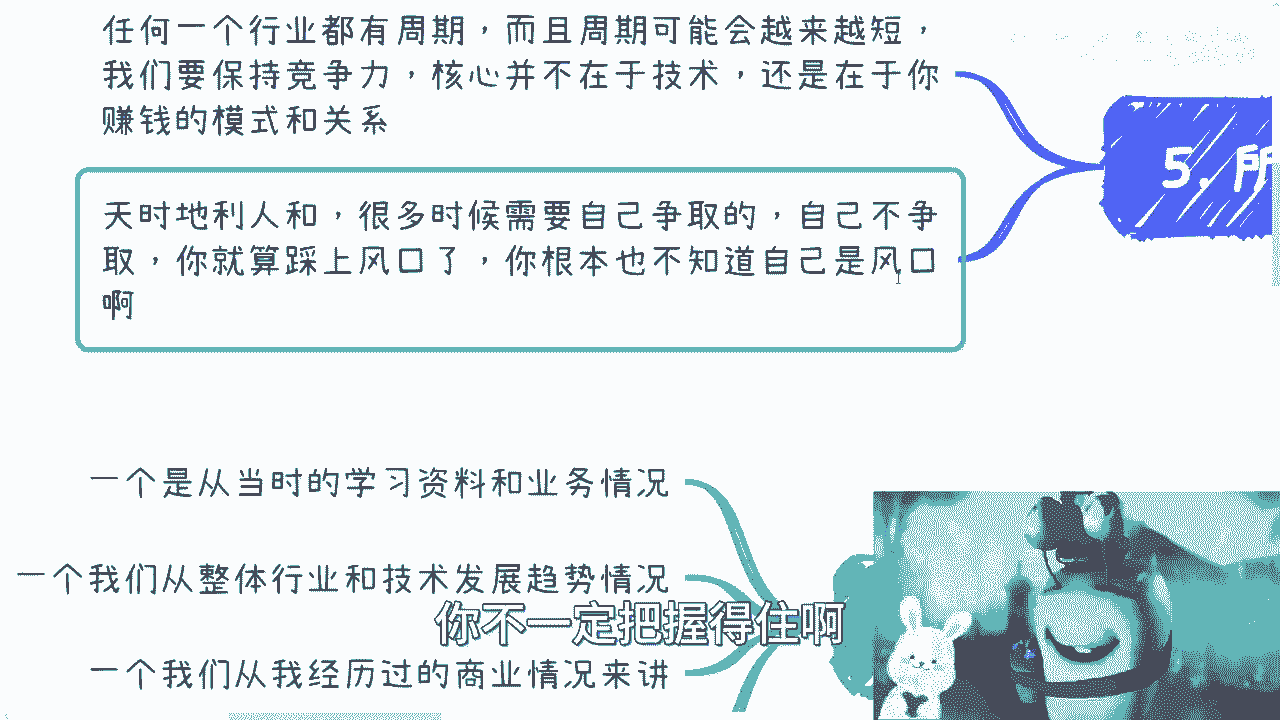 任何一个行业都有周期，而且周期可能会越来越短，
我们要保持竞争力，核心并不在于技术，还是在于你
赚钱的模式和关系
5. 所
天时地利人和，很多时候需要自己争取的，自己不争
取，你就算踩上风口了，你根本也不知道自己是风口
啊
一个是从当时的学习资料和业务情况
一个我们从整体行业和技术发展趋势情况
你不一定把握得住啊
一个我们从我经历过的商业情况来讲